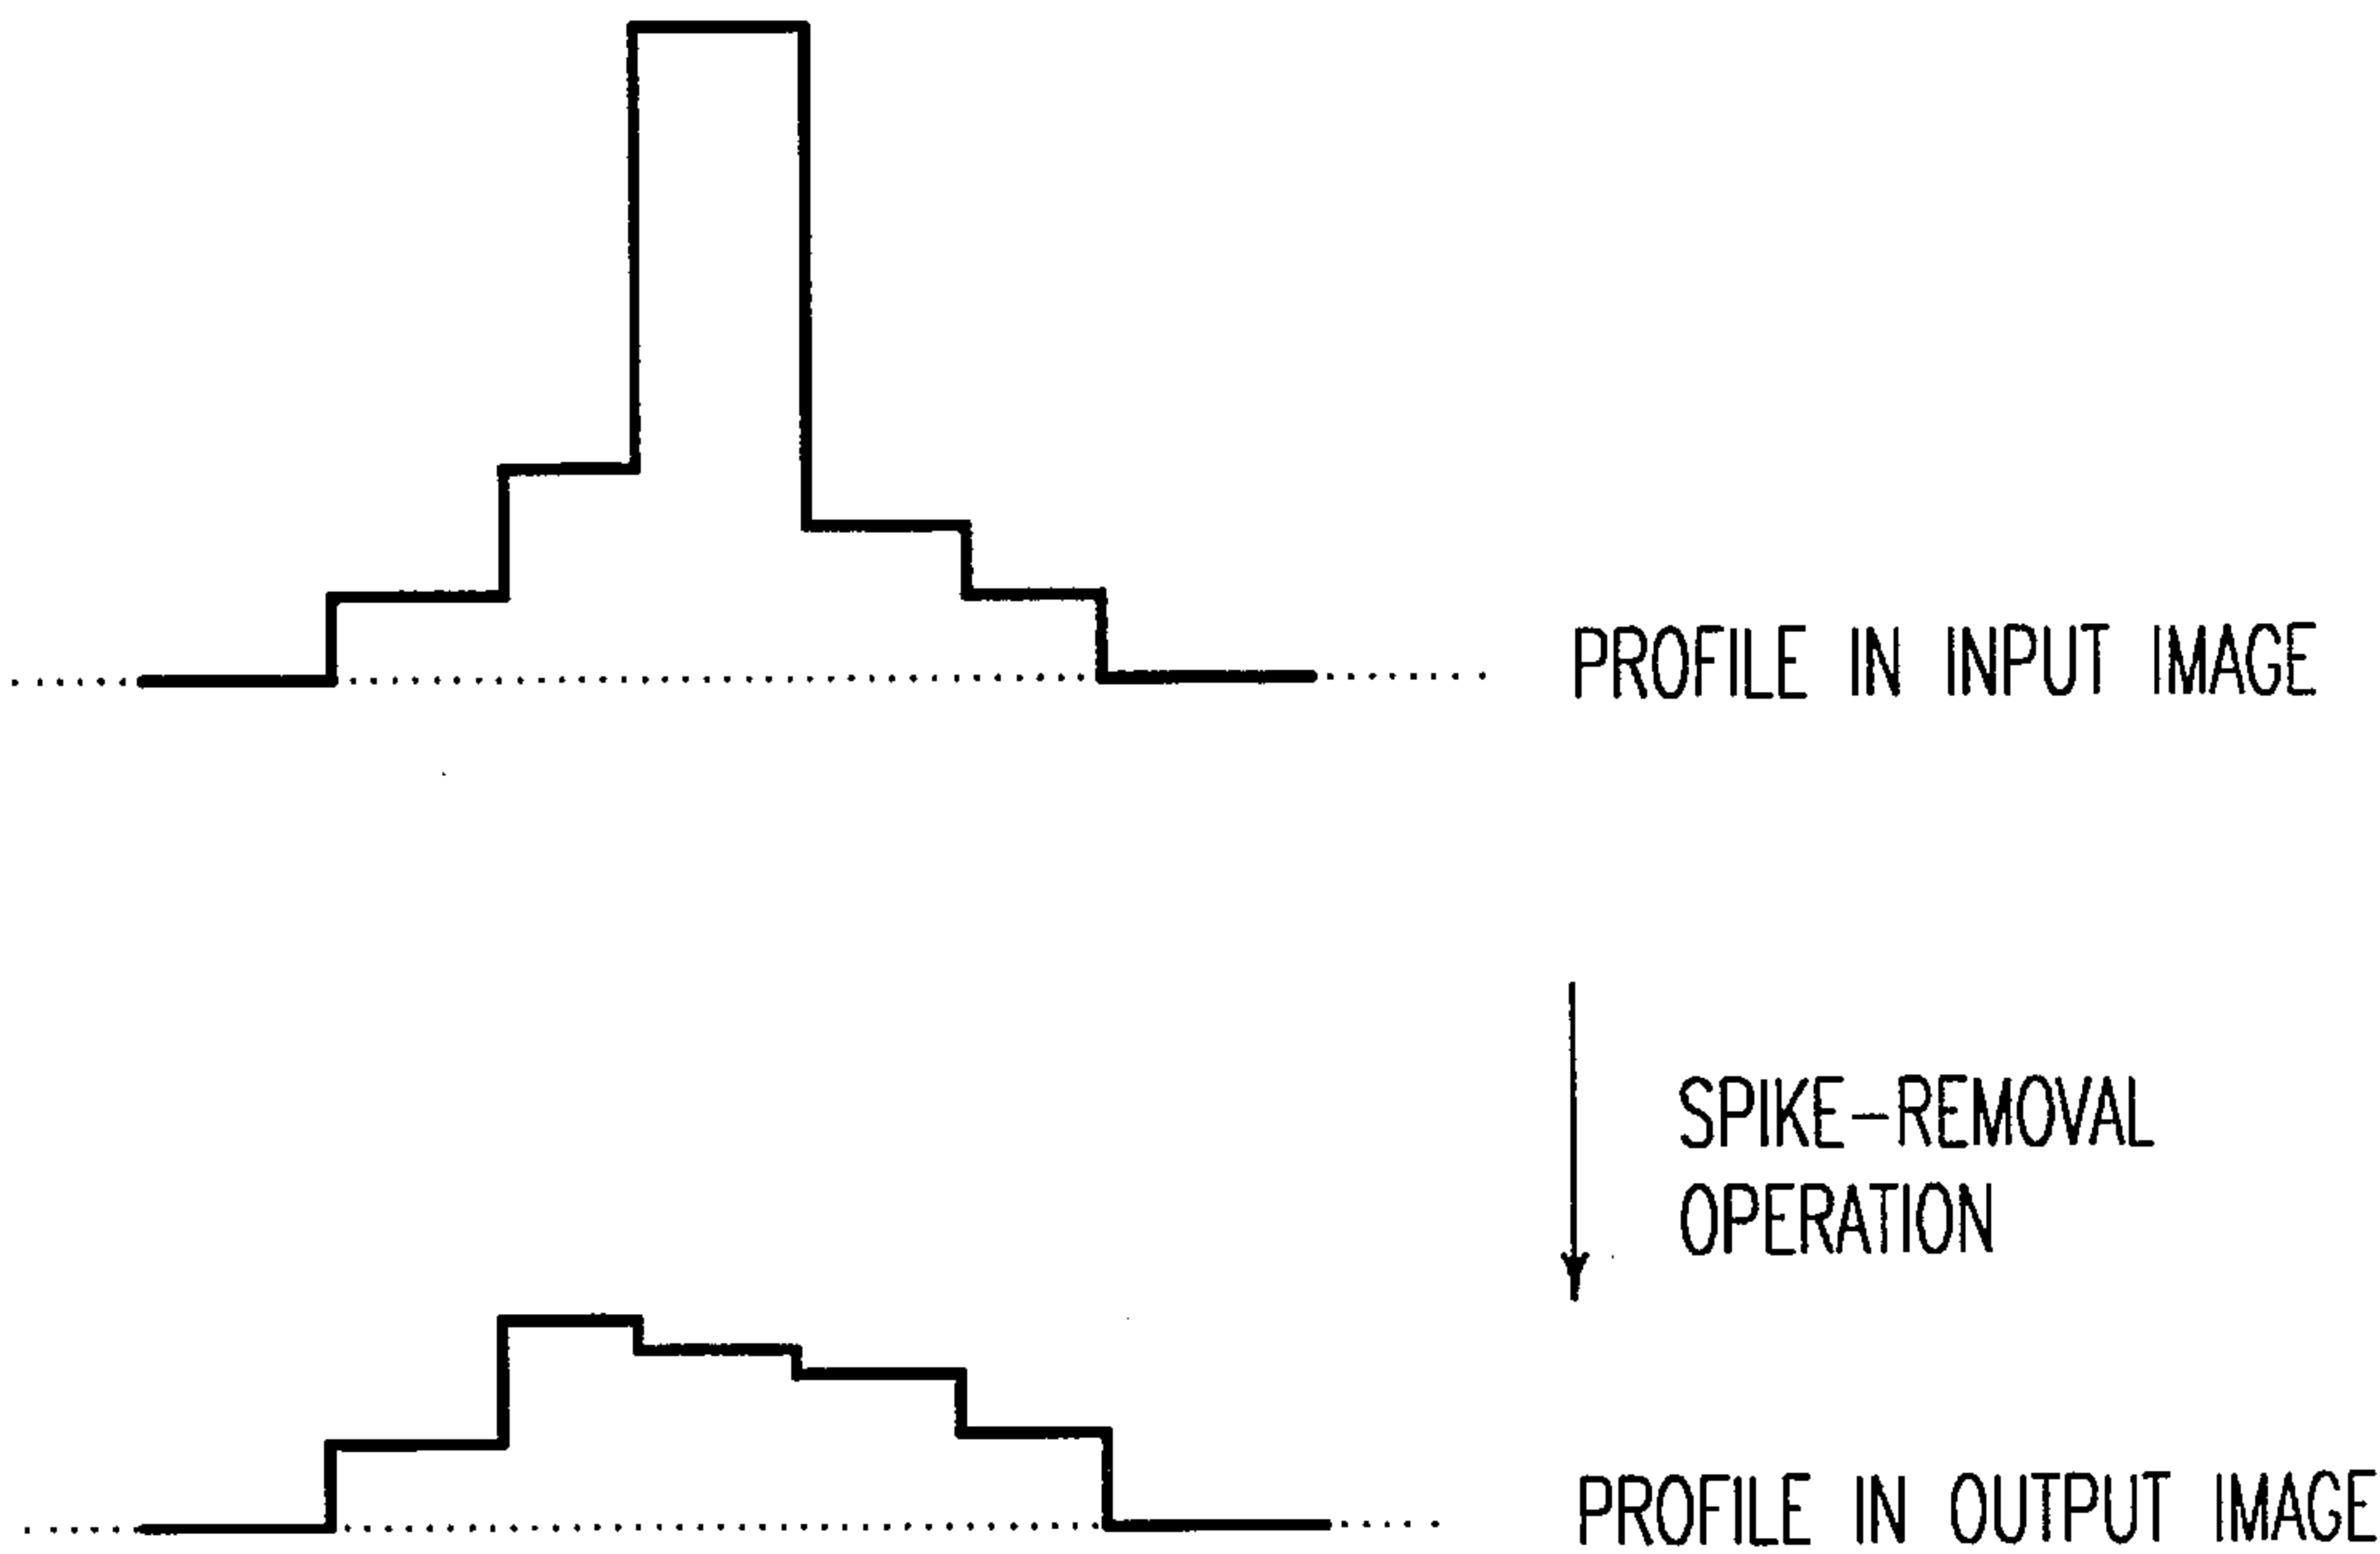 PROFILE IN INPUT IMAGE
SPIKE-REMOVAL
OPERATION
PROFILE IN OUTPUT IMAGE